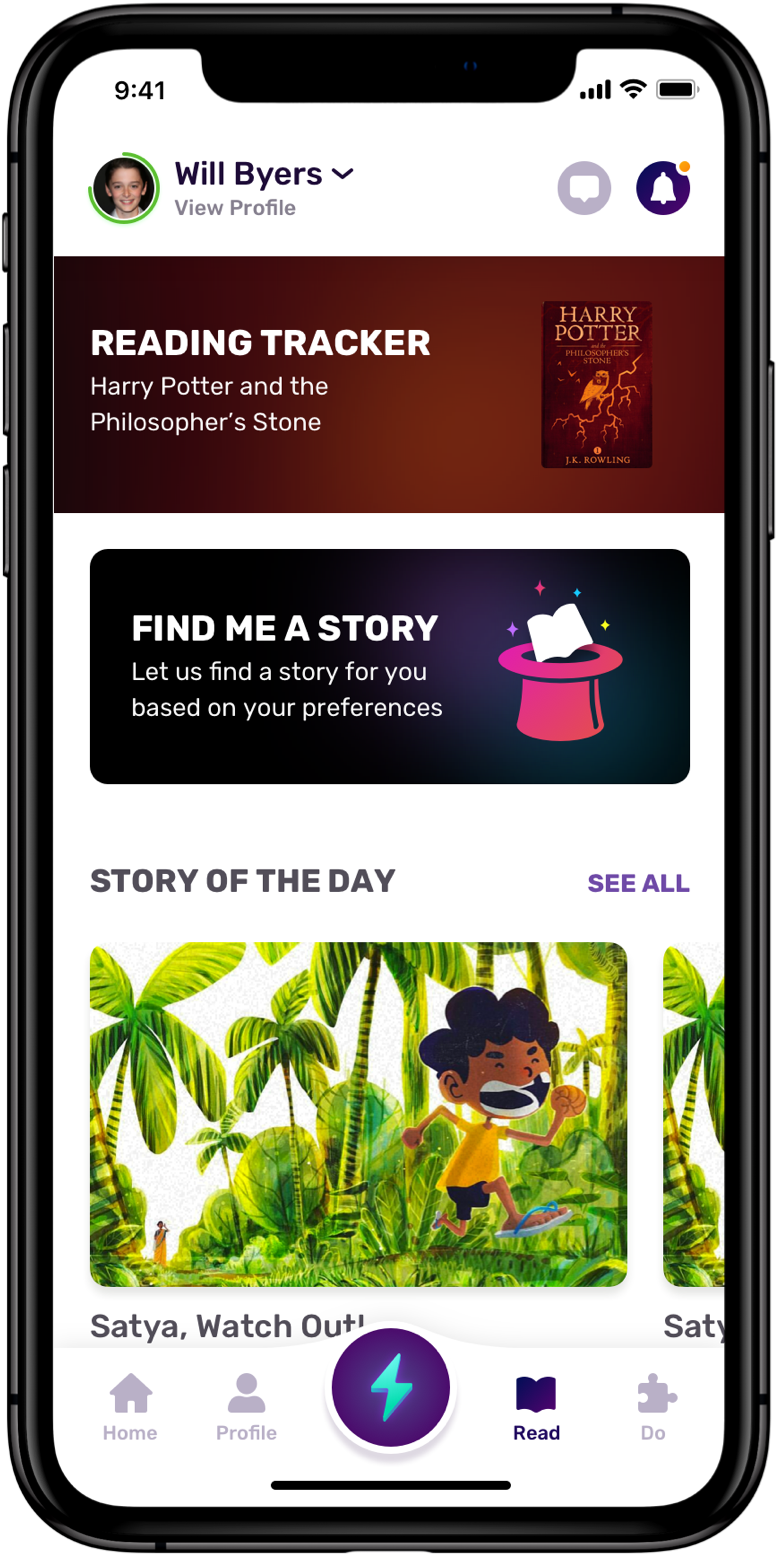 9:41
Will Byers
View Profile
READING TRACKER
Harry Potter and the
Philosopher’s Stone
HARRY
POTTER
and the
PHILOSOPHER'S
STONE
1
J.K. ROWLING
FIND ME A STORY
Let us find a story for you
based on your preferences
STORY OF THE DAY
SEE ALL
Satya, Watch Out!
Saty
Home
Profile
Read
Do